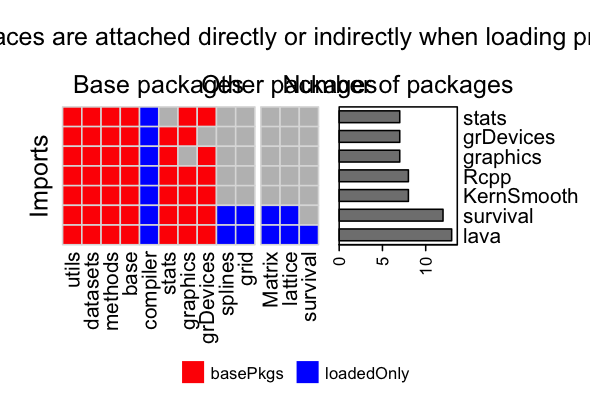 aces are attached directly or indirectly when loading pr
Base packages
Other packages
Number of packages
Imports
stats
grDevices
graphics
Rcpp
KernSmooth
survival
lava
utils
datasets
methods
base
compiler
stats
graphics
grDevices
splines
grid
Matrix
lattice
survival
0
5
10
basePkgs
loadedOnly